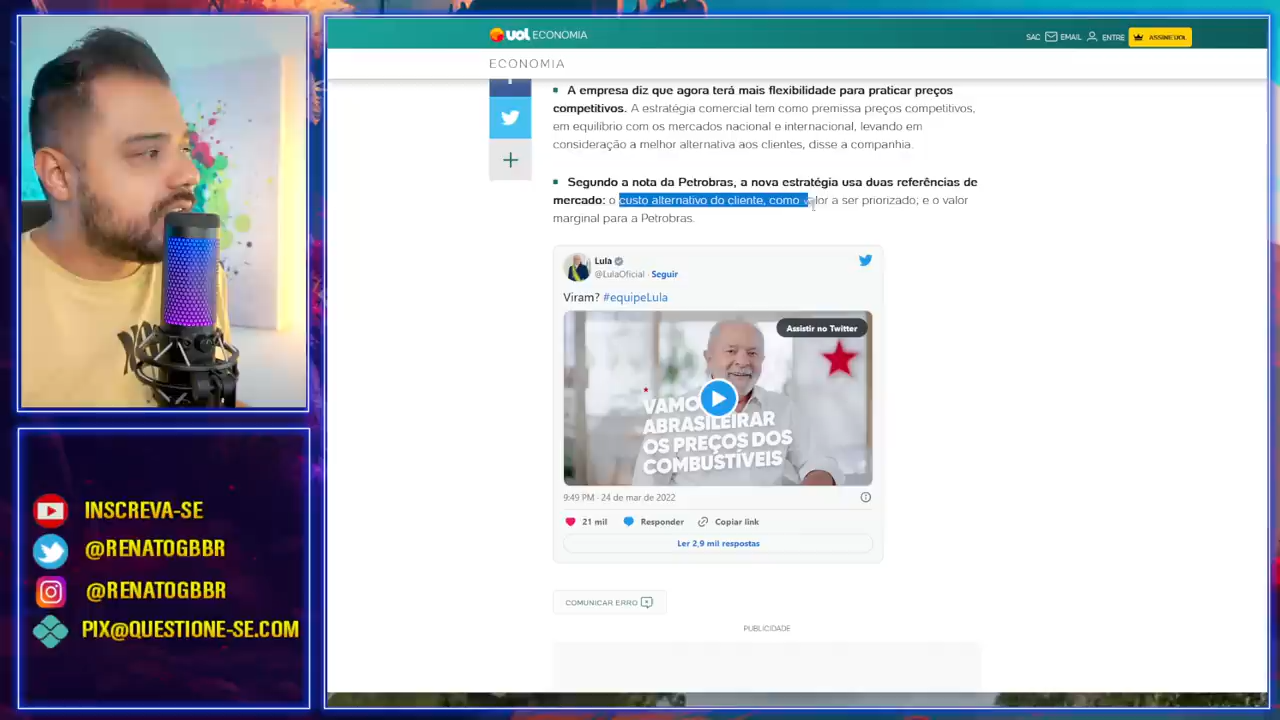 uol ECONOMIA
SAC EMAIL ENTRE ASSINE UOL
ECONOMIA
A empresa diz que agora terá mais flexibilidade para praticar preços
competitivos. A estratégia comercial tem como premissa preços competitivos,
em equilíbrio com os mercados nacional e internacional, levando em
consideração a melhor alternativa aos clientes, disse a companhia.
Segundo a nota da Petrobras, a nova estratégia usa duas referências de
mercado: o custo alternativo do cliente, como valor a ser priorizado; e o valor
marginal para a Petrobras.
Lula
@LulaOficial · Seguir
Viram? #equipeLula
Assistir no Twitter
VAMOS
ABRASILEIRAR
OS PREÇOS DOS
COMBUSTÍVEIS
9:49 PM · 24 de mar de 2022
21 mil Responder Copiar link
Ler 2,9 mil respostas
COMUNICAR ERRO
PUBLICIDADE
INSCREVA-SE
@RENATOGBBR
@RENATOGBBR
PIX@QUESTIONE-SE.COM